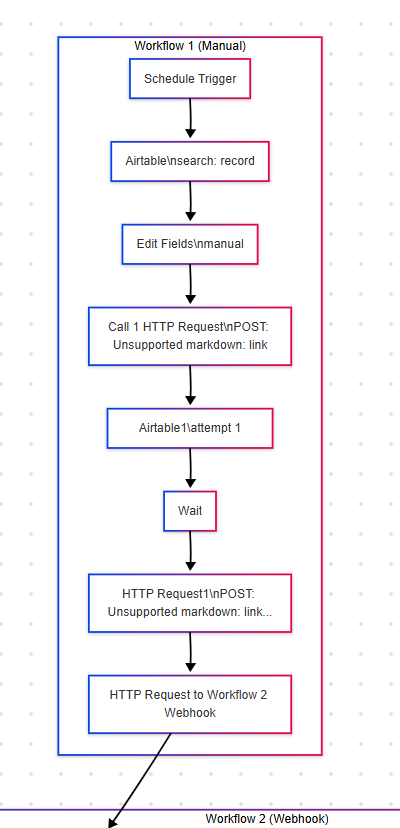 Workflow 1 (Manual)
Schedule Trigger
Airtable\nsearch: record
Edit Fields\nmanual
Call 1 HTTP Request\nPOST:
Unsupported markdown: link
Airtable1\attempt 1
Wait
HTTP Request1\nPOST:
Unsupported markdown: link...
HTTP Request to Workflow 2
Webhook
Workflow 2 (Webhook)